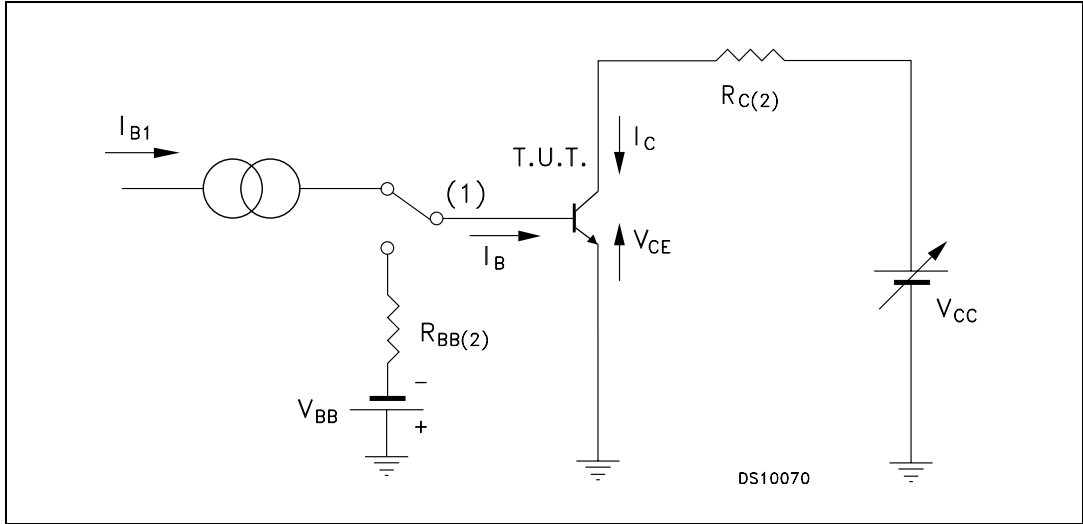 R_C(2)
I_B1
I_C
T.U.T.
(1)
V_CE
I_B
V_CC
R_BB(2)
−
V_BB
+
DS10070